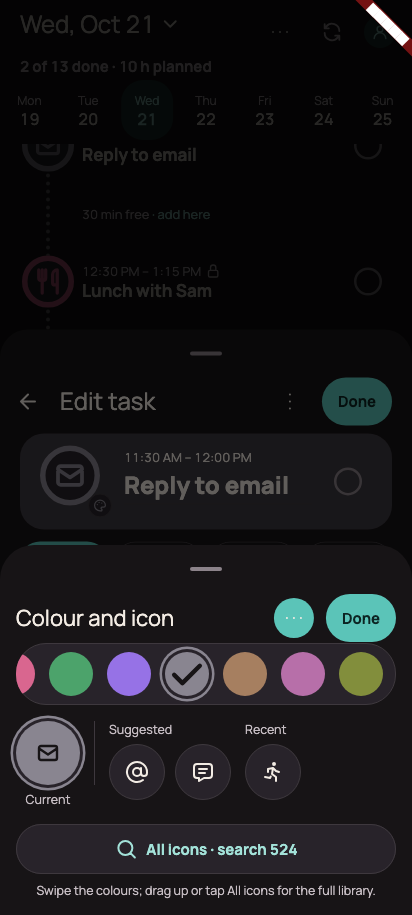 Wed, Oct 21
2 of 13 done · 10 h planned
Mon Tue Wed Thu Fri Sat Sun
19 20 21 22 23 24 25
Reply to email
30 min free · add here
12:30 PM – 1:15 PM
Lunch with Sam
Edit task
Done
11:30 AM – 12:00 PM
Reply to email
Colour and icon
Done
Suggested
Recent
Current
All icons · search 524
Swipe the colours; drag up or tap All icons for the full library.